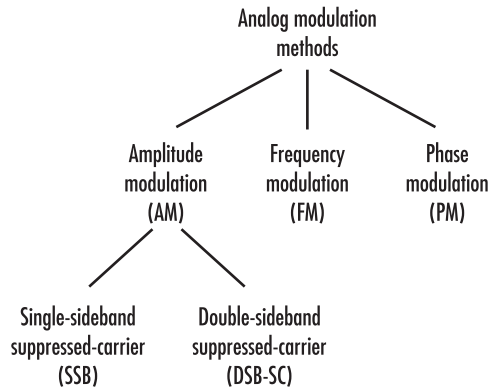 Analog modulation
methods
Amplitude
modulation
(AM)
Frequency
modulation
(FM)
Phase
modulation
(PM)
Single-sideband
suppressed-carrier
(SSB)
Double-sideband
suppressed-carrier
(DSB-SC)